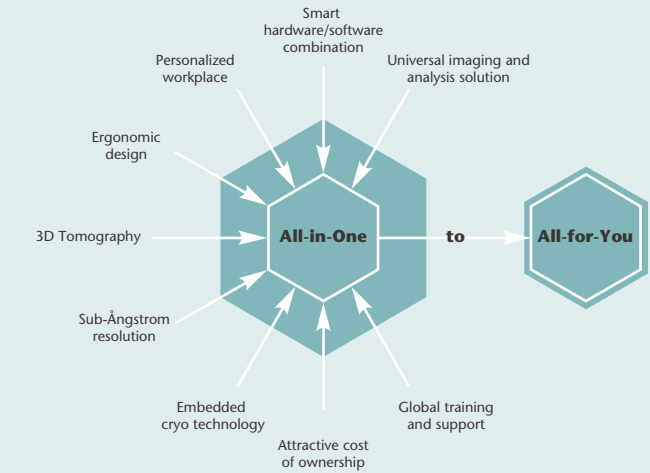 Smart
hardware/software
combination
Personalized
workplace
Universal imaging and
analysis solution
Ergonomic
design
3D Tomography
All-in-One
to
All-for-You
Sub-Ångstrom
resolution
Embedded
cryo technology
Global training
and support
Attractive cost
of ownership